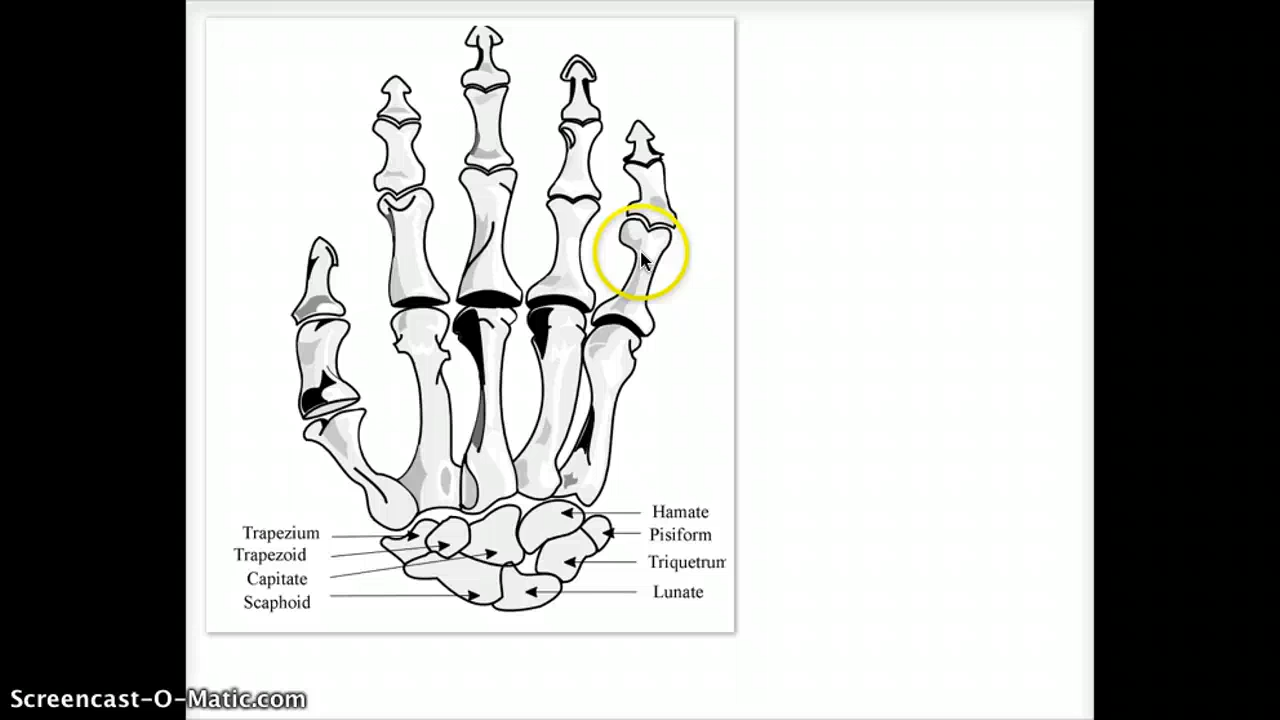 Trapezium
Trapezoid
Capitate
Scaphoid
Hamate
Pisiform
Triquetrum
Lunate
Screencast-O-Matic.com